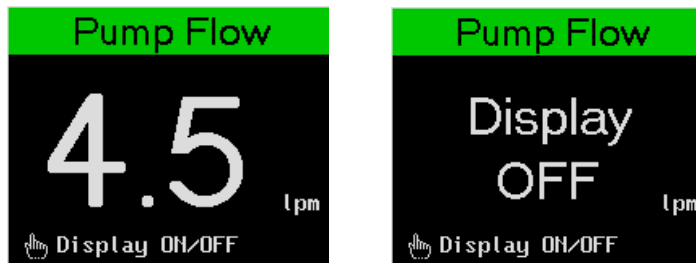 Pump Flow
4.5
lpm
Display ON/OFF
Pump Flow
Display
OFF
lpm
Display ON/OFF